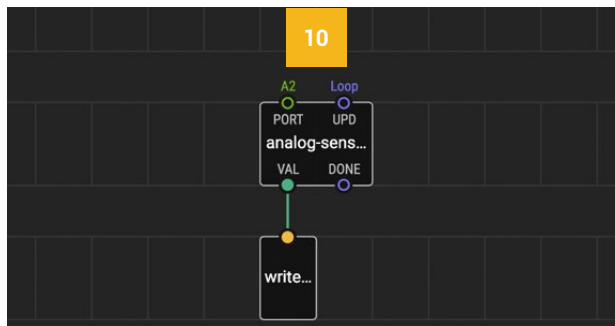 10
A2 Loop
PORT UPD
analog-sens...
VAL DONE
write...